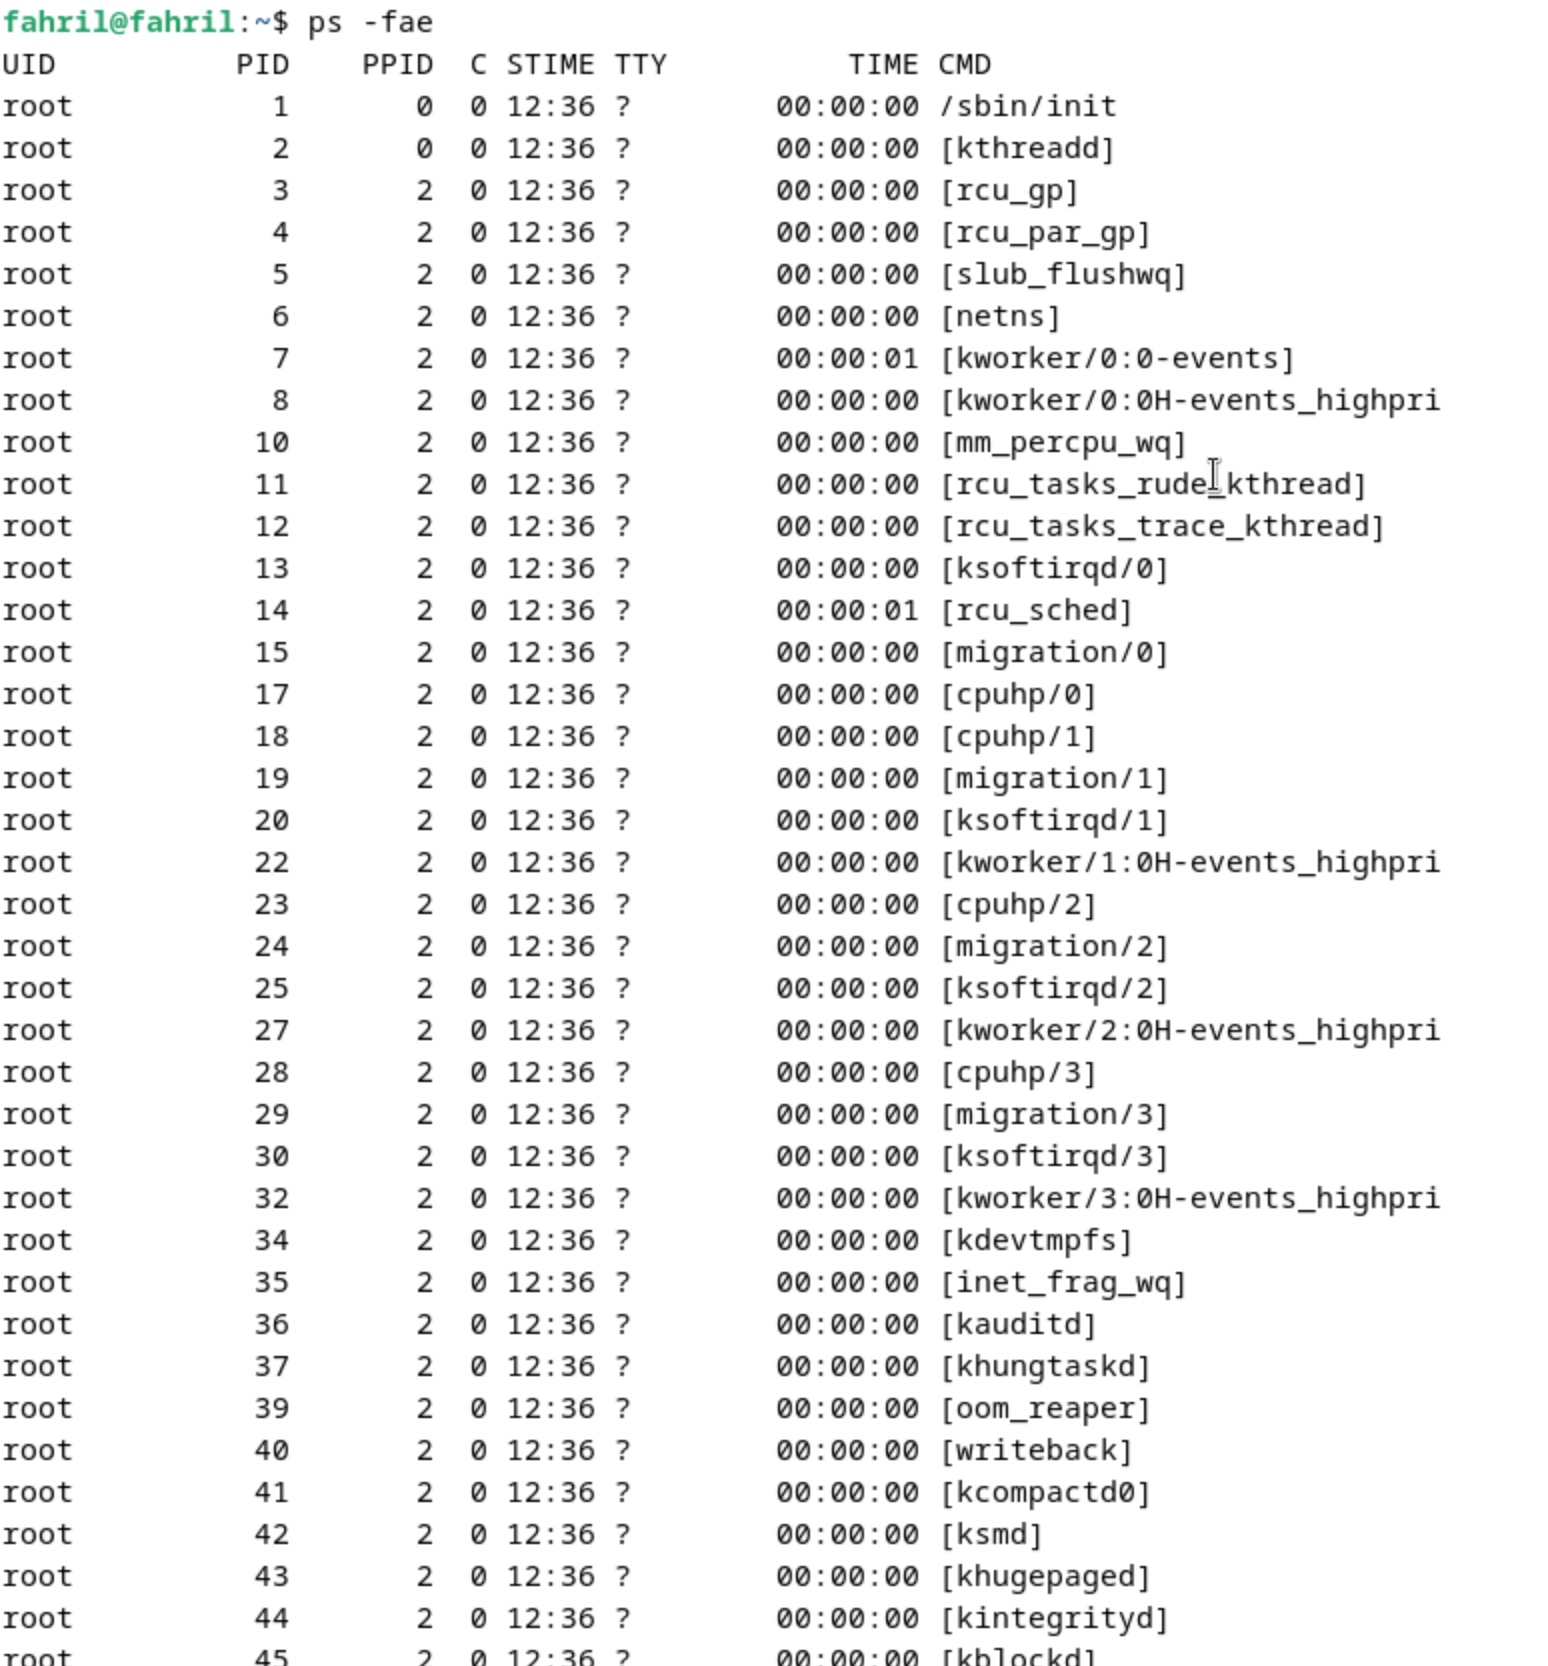 fahril@fahril:~$ ps -fae
UID          PID    PPID  C STIME TTY          TIME CMD
root           1       0  0 12:36 ?        00:00:00 /sbin/init
root           2       0  0 12:36 ?        00:00:00 [kthreadd]
root           3       2  0 12:36 ?        00:00:00 [rcu_gp]
root           4       2  0 12:36 ?        00:00:00 [rcu_par_gp]
root           5       2  0 12:36 ?        00:00:00 [slub_flushwq]
root           6       2  0 12:36 ?        00:00:00 [netns]
root           7       2  0 12:36 ?        00:00:01 [kworker/0:0-events]
root           8       2  0 12:36 ?        00:00:00 [kworker/0:0H-events_highpri
root          10       2  0 12:36 ?        00:00:00 [mm_percpu_wq]
root          11       2  0 12:36 ?        00:00:00 [rcu_tasks_rude_kthread]
root          12       2  0 12:36 ?        00:00:00 [rcu_tasks_trace_kthread]
root          13       2  0 12:36 ?        00:00:00 [ksoftirqd/0]
root          14       2  0 12:36 ?        00:00:01 [rcu_sched]
root          15       2  0 12:36 ?        00:00:00 [migration/0]
root          17       2  0 12:36 ?        00:00:00 [cpuhp/0]
root          18       2  0 12:36 ?        00:00:00 [cpuhp/1]
root          19       2  0 12:36 ?        00:00:00 [migration/1]
root          20       2  0 12:36 ?        00:00:00 [ksoftirqd/1]
root          22       2  0 12:36 ?        00:00:00 [kworker/1:0H-events_highpri
root          23       2  0 12:36 ?        00:00:00 [cpuhp/2]
root          24       2  0 12:36 ?        00:00:00 [migration/2]
root          25       2  0 12:36 ?        00:00:00 [ksoftirqd/2]
root          27       2  0 12:36 ?        00:00:00 [kworker/2:0H-events_highpri
root          28       2  0 12:36 ?        00:00:00 [cpuhp/3]
root          29       2  0 12:36 ?        00:00:00 [migration/3]
root          30       2  0 12:36 ?        00:00:00 [ksoftirqd/3]
root          32       2  0 12:36 ?        00:00:00 [kworker/3:0H-events_highpri
root          34       2  0 12:36 ?        00:00:00 [kdevtmpfs]
root          35       2  0 12:36 ?        00:00:00 [inet_frag_wq]
root          36       2  0 12:36 ?        00:00:00 [kauditd]
root          37       2  0 12:36 ?        00:00:00 [khungtaskd]
root          39       2  0 12:36 ?        00:00:00 [oom_reaper]
root          40       2  0 12:36 ?        00:00:00 [writeback]
root          41       2  0 12:36 ?        00:00:00 [kcompactd0]
root          42       2  0 12:36 ?        00:00:00 [ksmd]
root          43       2  0 12:36 ?        00:00:00 [khugepaged]
root          44       2  0 12:36 ?        00:00:00 [kintegrityd]
root          45       2  0 12:36 ?        00:00:00 [kblockd]